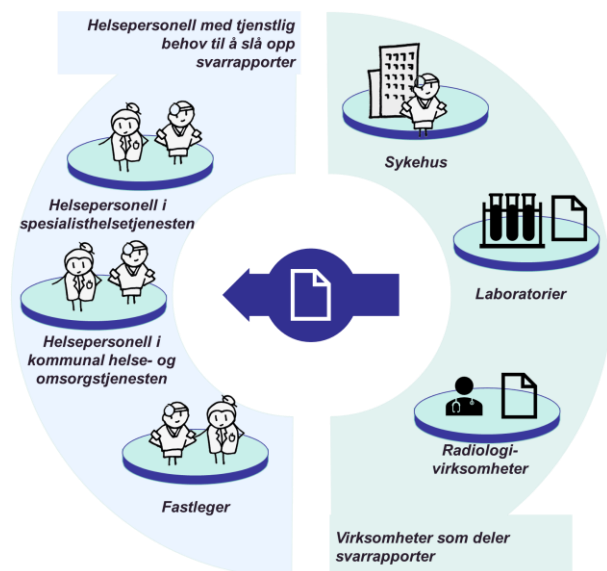 Helsepersonell med tjenstlig
behov til å slå opp
svarrapporter
Helsepersonell i
spesialisthelsetjenesten
Helsepersonell i
kommunal helse- og
omsorgstjenesten
Fastleger
Sykehus
Laboratorier
Radiologi-
virksomheter
Virksomheter som deler
svarrapporter